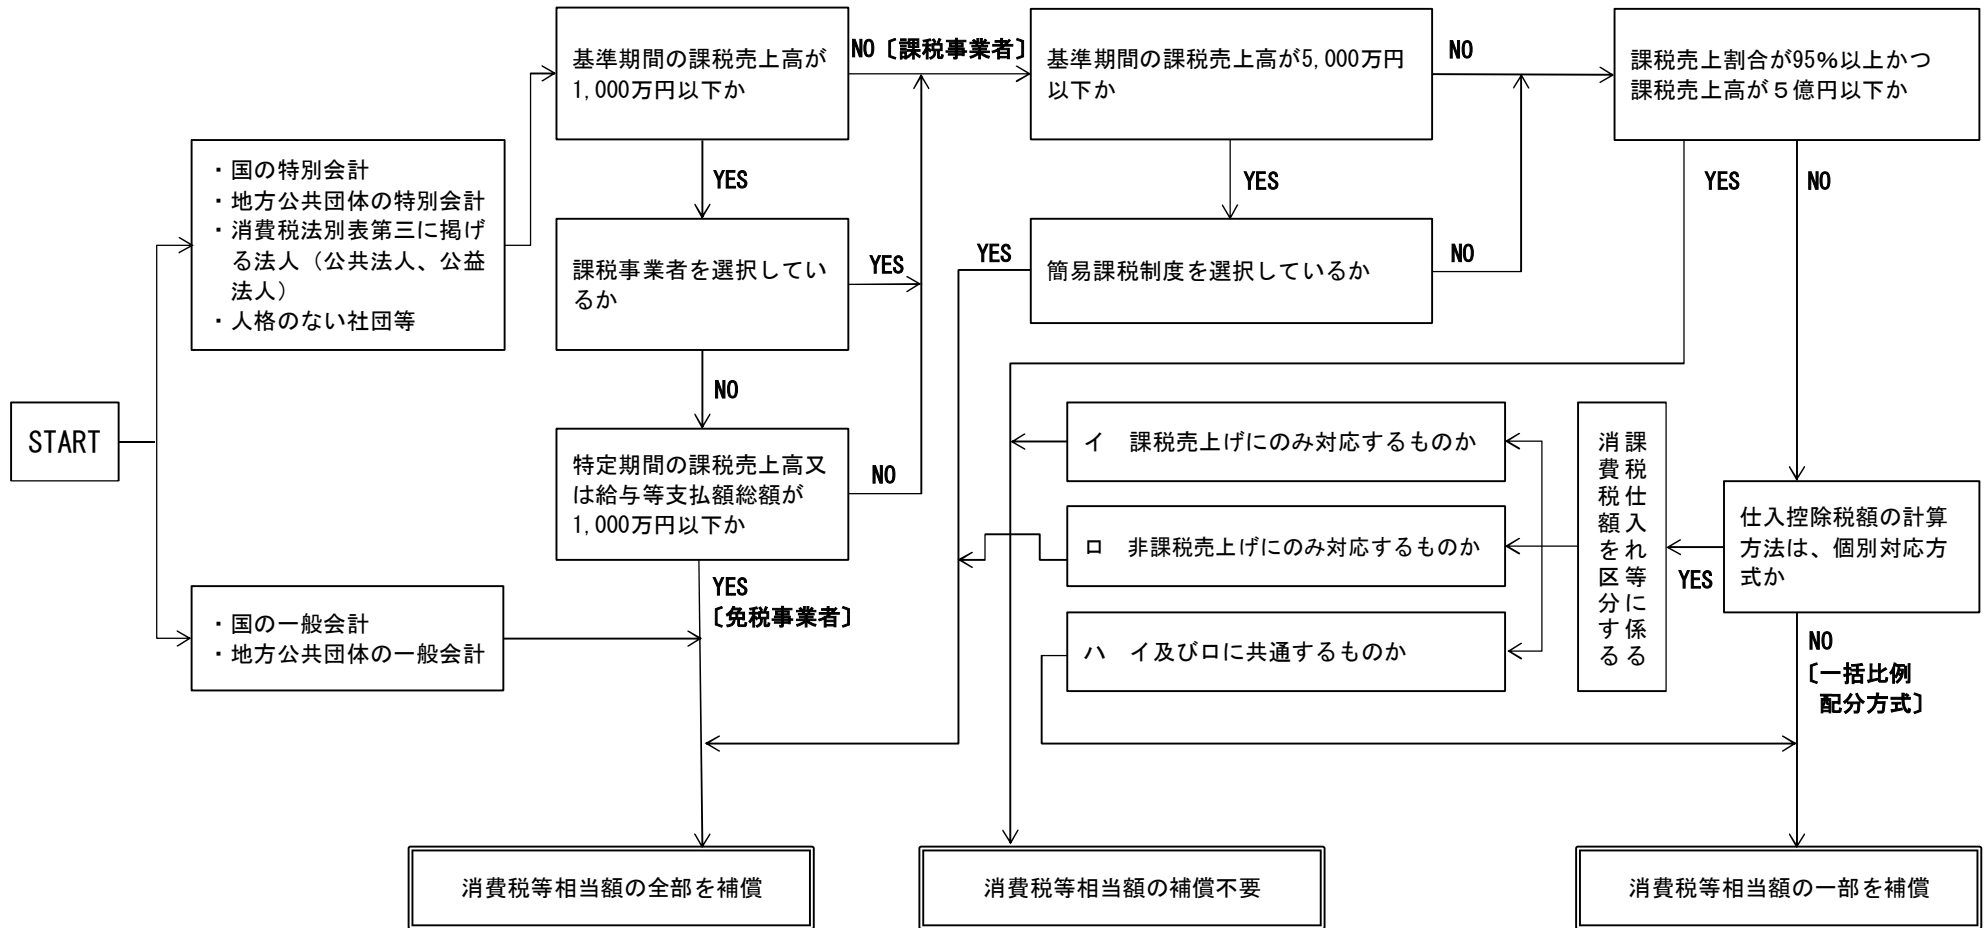 START
・国の特別会計
・地方公共団体の特別会計
・消費税法別表第三に掲げ
る法人（公共法人、公益
法人）
・人格のない社団等
・国の一般会計
・地方公共団体の一般会計
基準期間の課税売上高が
1,000万円以下か
NO〔課税事業者〕
YES
課税事業者を選択してい
るか
YES
NO
特定期間の課税売上高又
は給与等支払額総額が
1,000万円以下か
NO
YES
〔免税事業者〕
基準期間の課税売上高が5,000万円
以下か
NO
YES
簡易課税制度を選択しているか
YES
NO
課税売上割合が95％以上かつ
課税売上高が５億円以下か
YES
NO
仕入控除税額の計算
方法は、個別対応方
式か
YES
NO
〔一括比例
配分方式〕
課税仕入れ等に係る
消費税額を区分する
イ　課税売上げにのみ対応するものか
ロ　非課税売上げにのみ対応するものか
ハ　イ及びロに共通するものか
消費税等相当額の全部を補償
消費税等相当額の補償不要
消費税等相当額の一部を補償